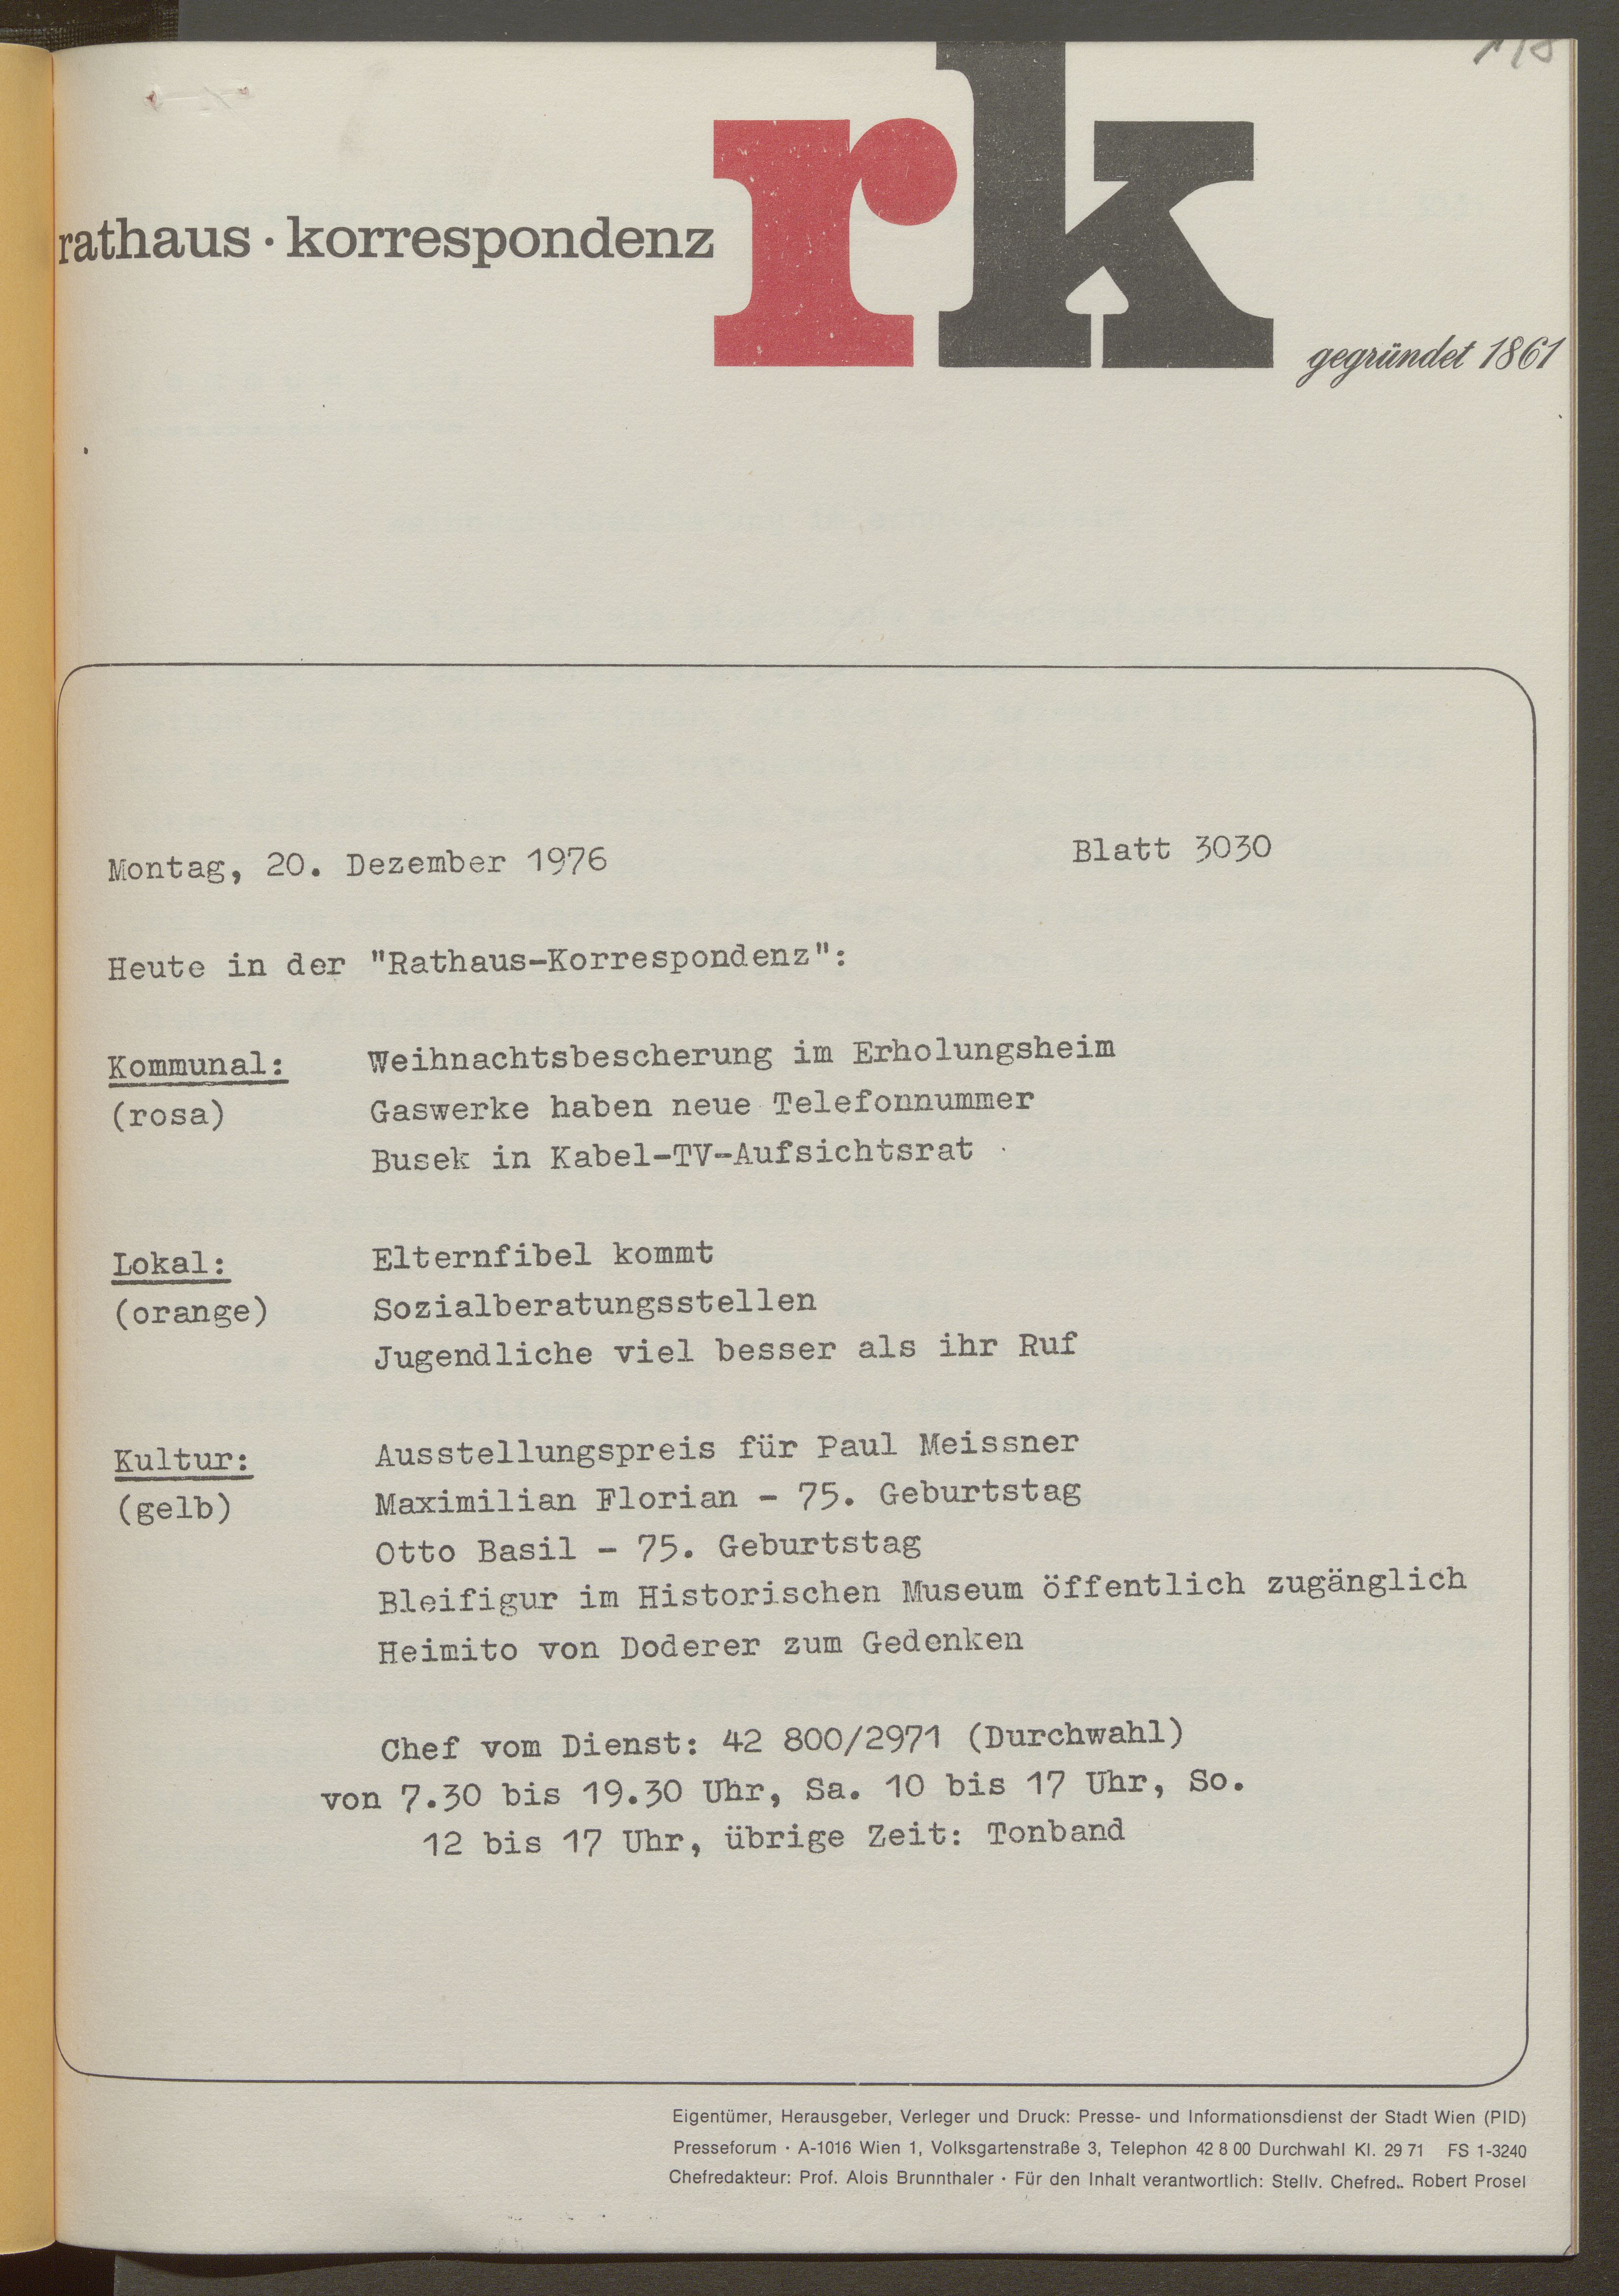 rathaus · korrespondenz
rk
gegründet 1861
Montag, 20. Dezember 1976 Blatt 3030
Heute in der "Rathaus-Korrespondenz":
Kommunal: Weihnachtsbescherung im Erholungsheim
(rosa) Gaswerke haben neue Telefonnummer
Busek in Kabel-TV-Aufsichtsrat
Lokal: Elternfibel kommt
(orange) Sozialberatungsstellen
Jugendliche viel besser als ihr Ruf
Kultur: Ausstellungspreis für Paul Meissner
(gelb) Maximilian Florian - 75. Geburtstag
Otto Basil - 75. Geburtstag
Bleifigur im Historischen Museum öffentlich zugänglich
Heimito von Doderer zum Gedenken
Chef vom Dienst: 42 800/2971 (Durchwahl)
von 7.30 bis 19.30 Uhr, Sa. 10 bis 17 Uhr, So.
12 bis 17 Uhr, übrige Zeit: Tonband
Eigentümer, Herausgeber, Verleger und Druck: Presse- und Informationsdienst der Stadt Wien (PID)
Presseforum · A-1016 Wien 1, Volksgartenstraße 3, Telephon 42 8 00 Durchwahl Kl. 29 71 FS 1-3240
Chefredakteur: Prof. Alois Brunnthaler · Für den Inhalt verantwortlich: Stellv. Chefred.. Robert Prosel